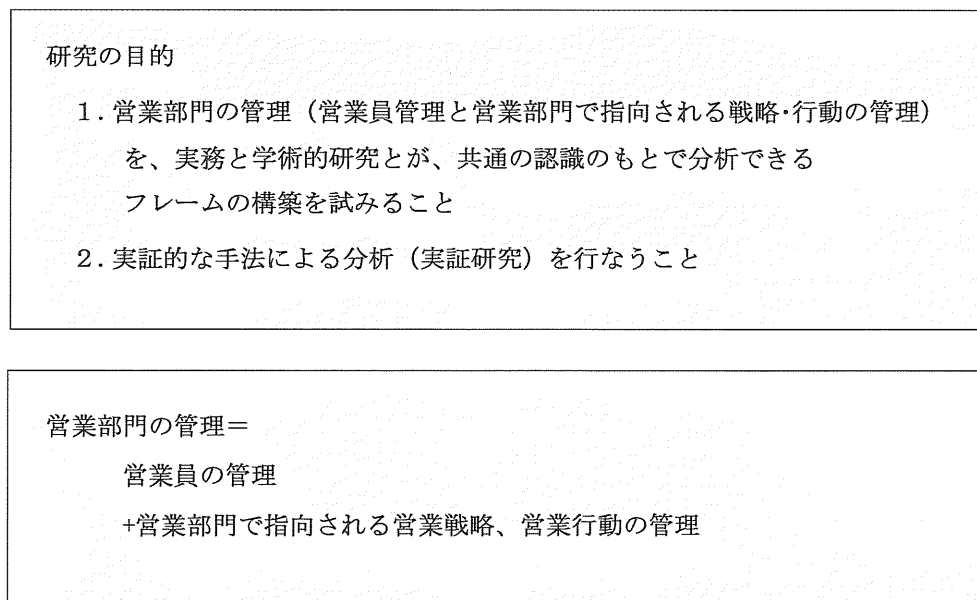 研究の目的
１. 営業部門の管理（営業員管理と営業部門で指向される戦略･行動の管理）
を、実務と学術的研究とが、共通の認識のもとで分析できる
フレームの構築を試みること
２. 実証的な手法による分析（実証研究）を行なうこと
営業部門の管理＝
営業員の管理
+営業部門で指向される営業戦略、営業行動の管理